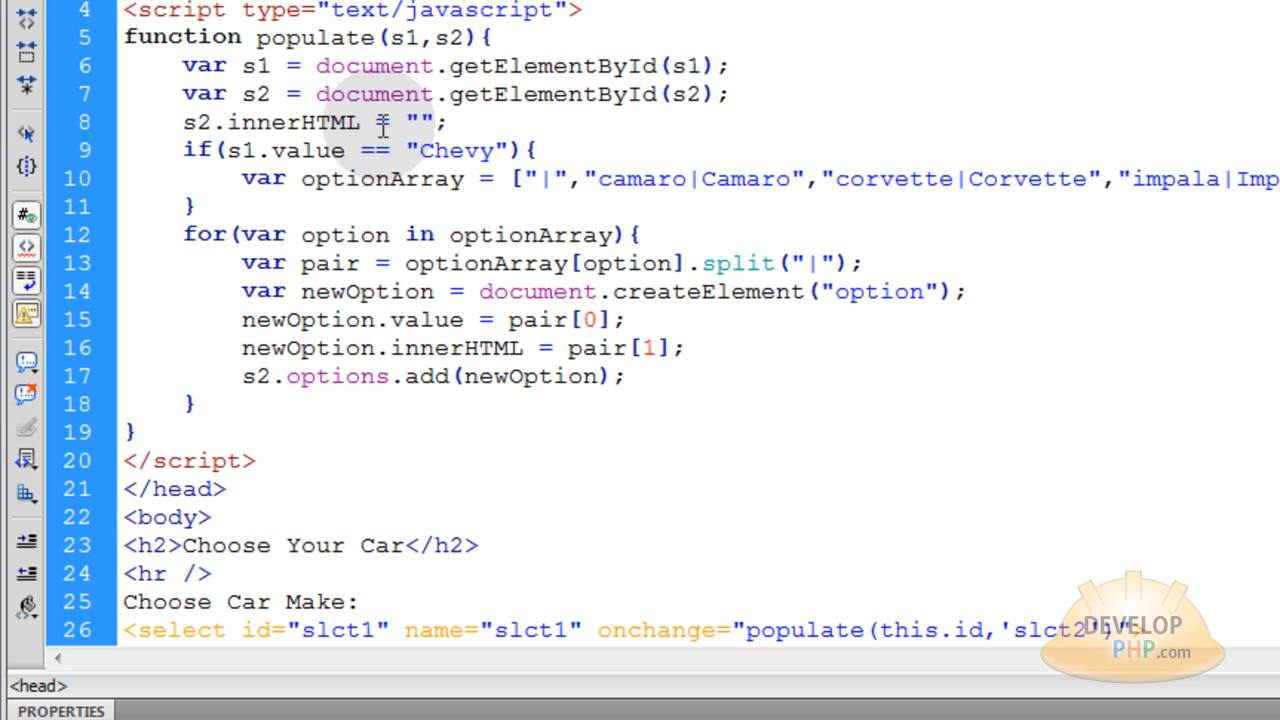 4 <script type="text/javascript">
5 function populate(s1,s2){
6 var s1 = document.getElementById(s1);
7 var s2 = document.getElementById(s2);
8 s2.innerHTML = "";
9 if(s1.value == "Chevy"){
10 var optionArray = ["|","camaro|Camaro","corvette|Corvette","impala|Imp
11 }
12 for(var option in optionArray){
13 var pair = optionArray[option].split("|");
14 var newOption = document.createElement("option");
15 newOption.value = pair[0];
16 newOption.innerHTML = pair[1];
17 s2.options.add(newOption);
18 }
19 }
20 </script>
21 </head>
22 <body>
23 <h2>Choose Your Car</h2>
24 <hr />
25 Choose Car Make:
26 <select id="slct1" name="slct1" onchange="populate(this.id,'slct2')">
DEVELOP
PHP.com
<head>
PROPERTIES